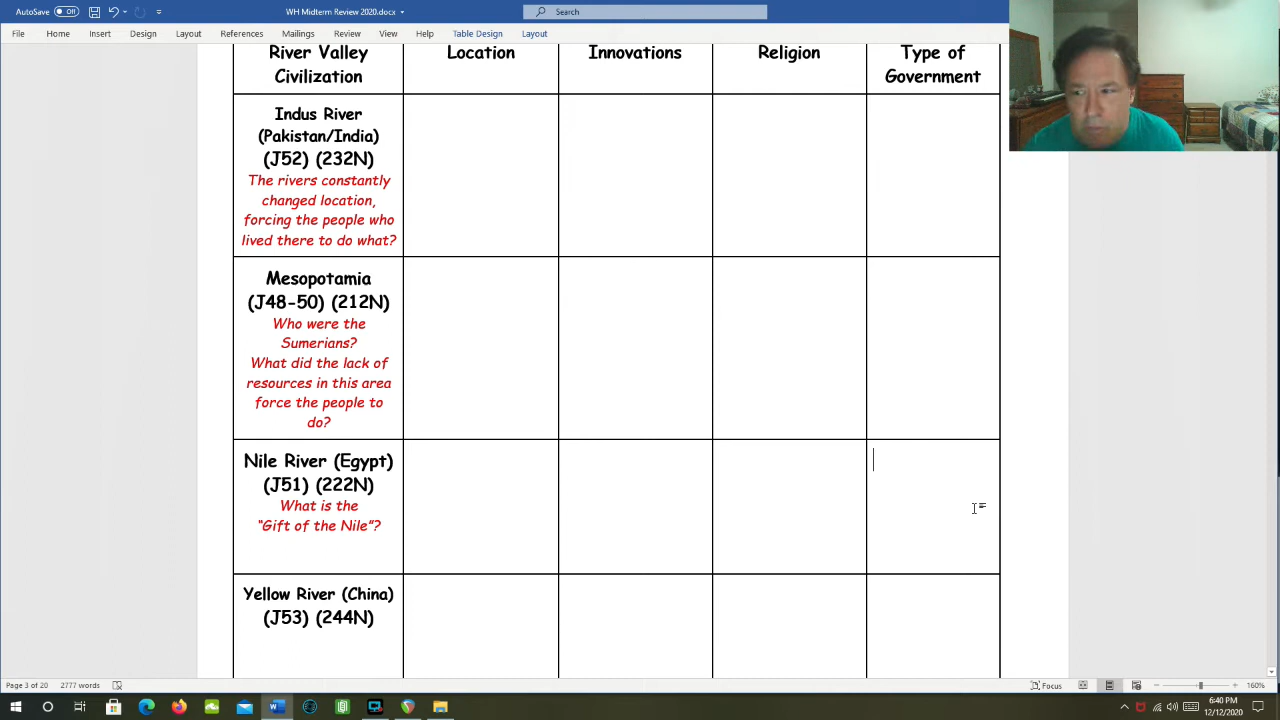 AutoSave Off
WH Midterm Review 2020.docx
Search
File Home Insert Design Layout References Mailings Review View Help Table Design Layout
River Valley
Civilization
Location
Innovations
Religion
Type of
Government
Indus River
(Pakistan/India)
(J52) (232N)
The rivers constantly
changed location,
forcing the people who
lived there to do what?
Mesopotamia
(J48-50) (212N)
Who were the
Sumerians?
What did the lack of
resources in this area
force the people to
do?
Nile River (Egypt)
(J51) (222N)
What is the
"Gift of the Nile"?
Yellow River (China)
(J53) (244N)
Page 3 of 20 2777 words
Focus
160%
6:40 PM
12/12/2020